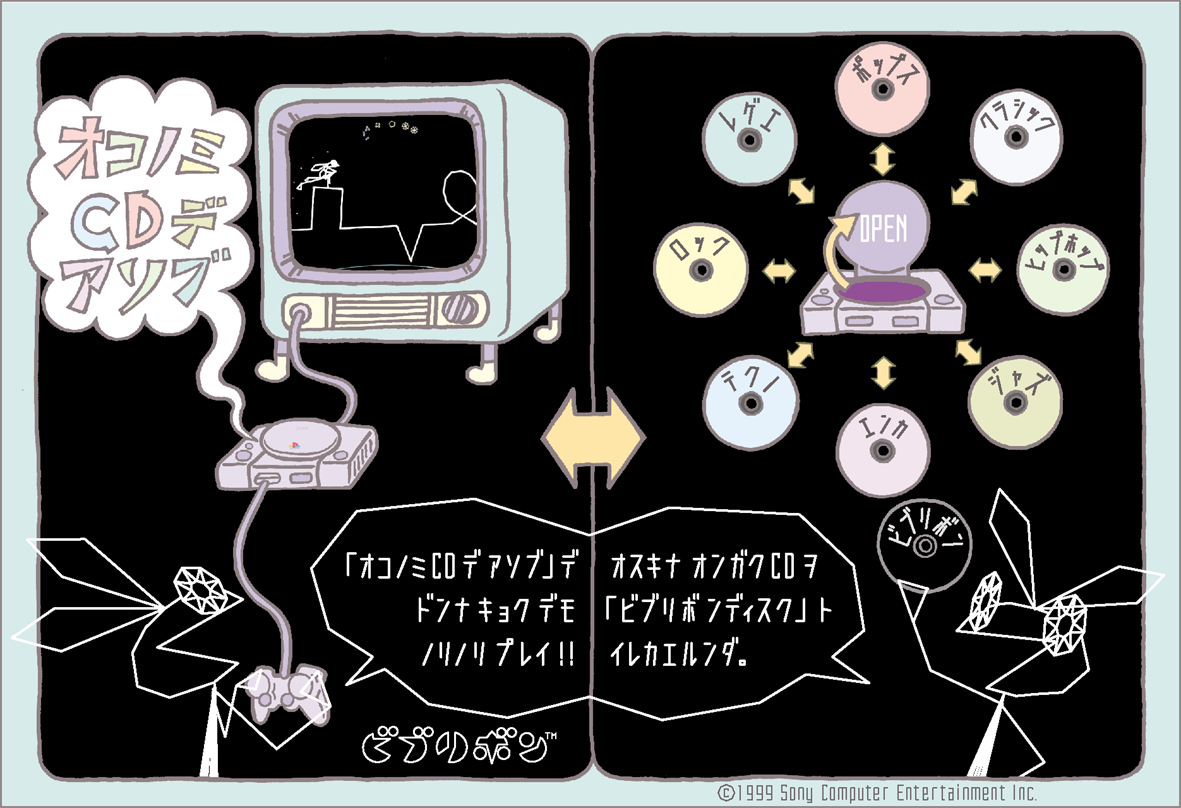 オコノミ
CDデ
アソブ
ポップス
レゲエ
クラシック
OPEN
ロック
ヒップホップ
テクノ
ジャズ
エンカ
ビブリボン
「オコノミCDデ アソブ」デ
ドンナ キョク デモ
ノリノリ プレイ!!
オスキナ オンガク CD ヲ
「ビブリボンディスク」ト
イレカエルンダ。
ビブリボン™
©1999 Sony Computer Entertainment Inc.